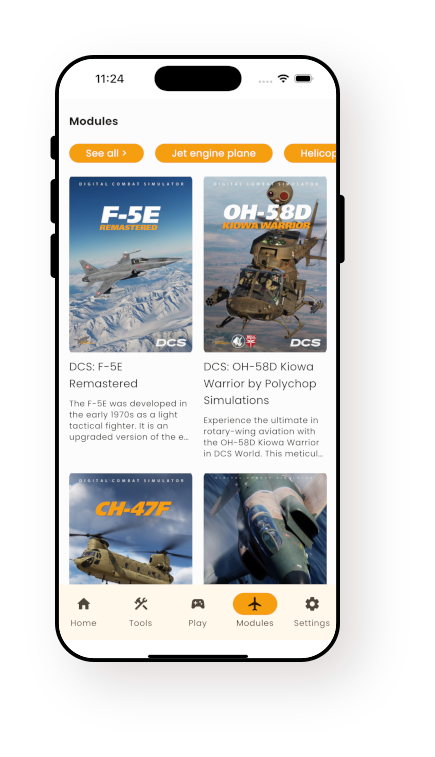 11:24
Modules
See all >
Jet engine plane
Helicop
DIGITAL COMBAT SIMULATOR
F-5E
REMASTERED
DCS
DIGITAL COMBAT SIMULATOR
OH-58D
KIOWA WARRIOR
DCS
DCS: F-5E
Remastered
The F-5E was developed in
the early 1970s as a light
tactical fighter. It is an
upgraded version of the e...
DCS: OH-58D Kiowa
Warrior by Polychop
Simulations
Experience the ultimate in
rotary-wing aviation with
the OH-58D Kiowa Warrior
in DCS World. This meticul...
DIGITAL COMBAT SIMULATOR
CH-47F
DIGITAL COMBAT SIMULATOR
Home
Tools
Play
Modules
Settings